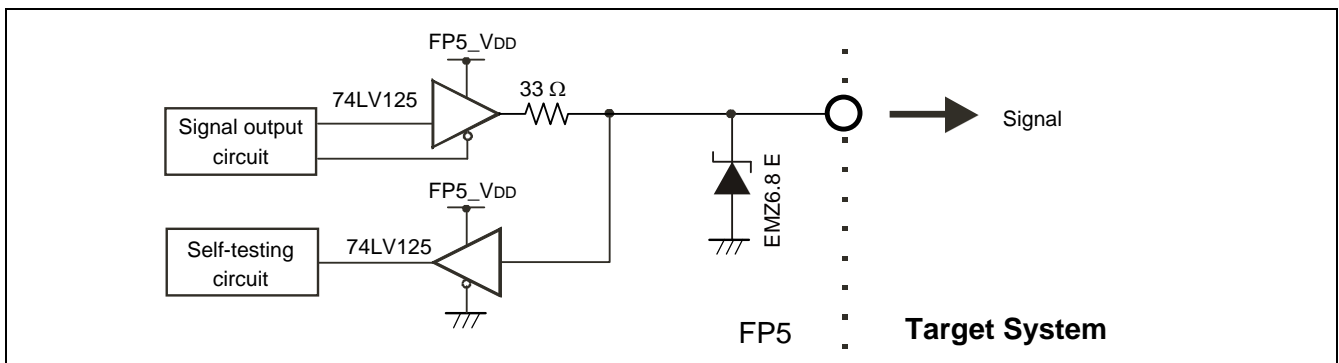 FP5_VDD
74LV125
33 Ω
Signal output
circuit
Signal
FP5_VDD
74LV125
Self-testing
circuit
EMZ6.8 E
FP5
Target System